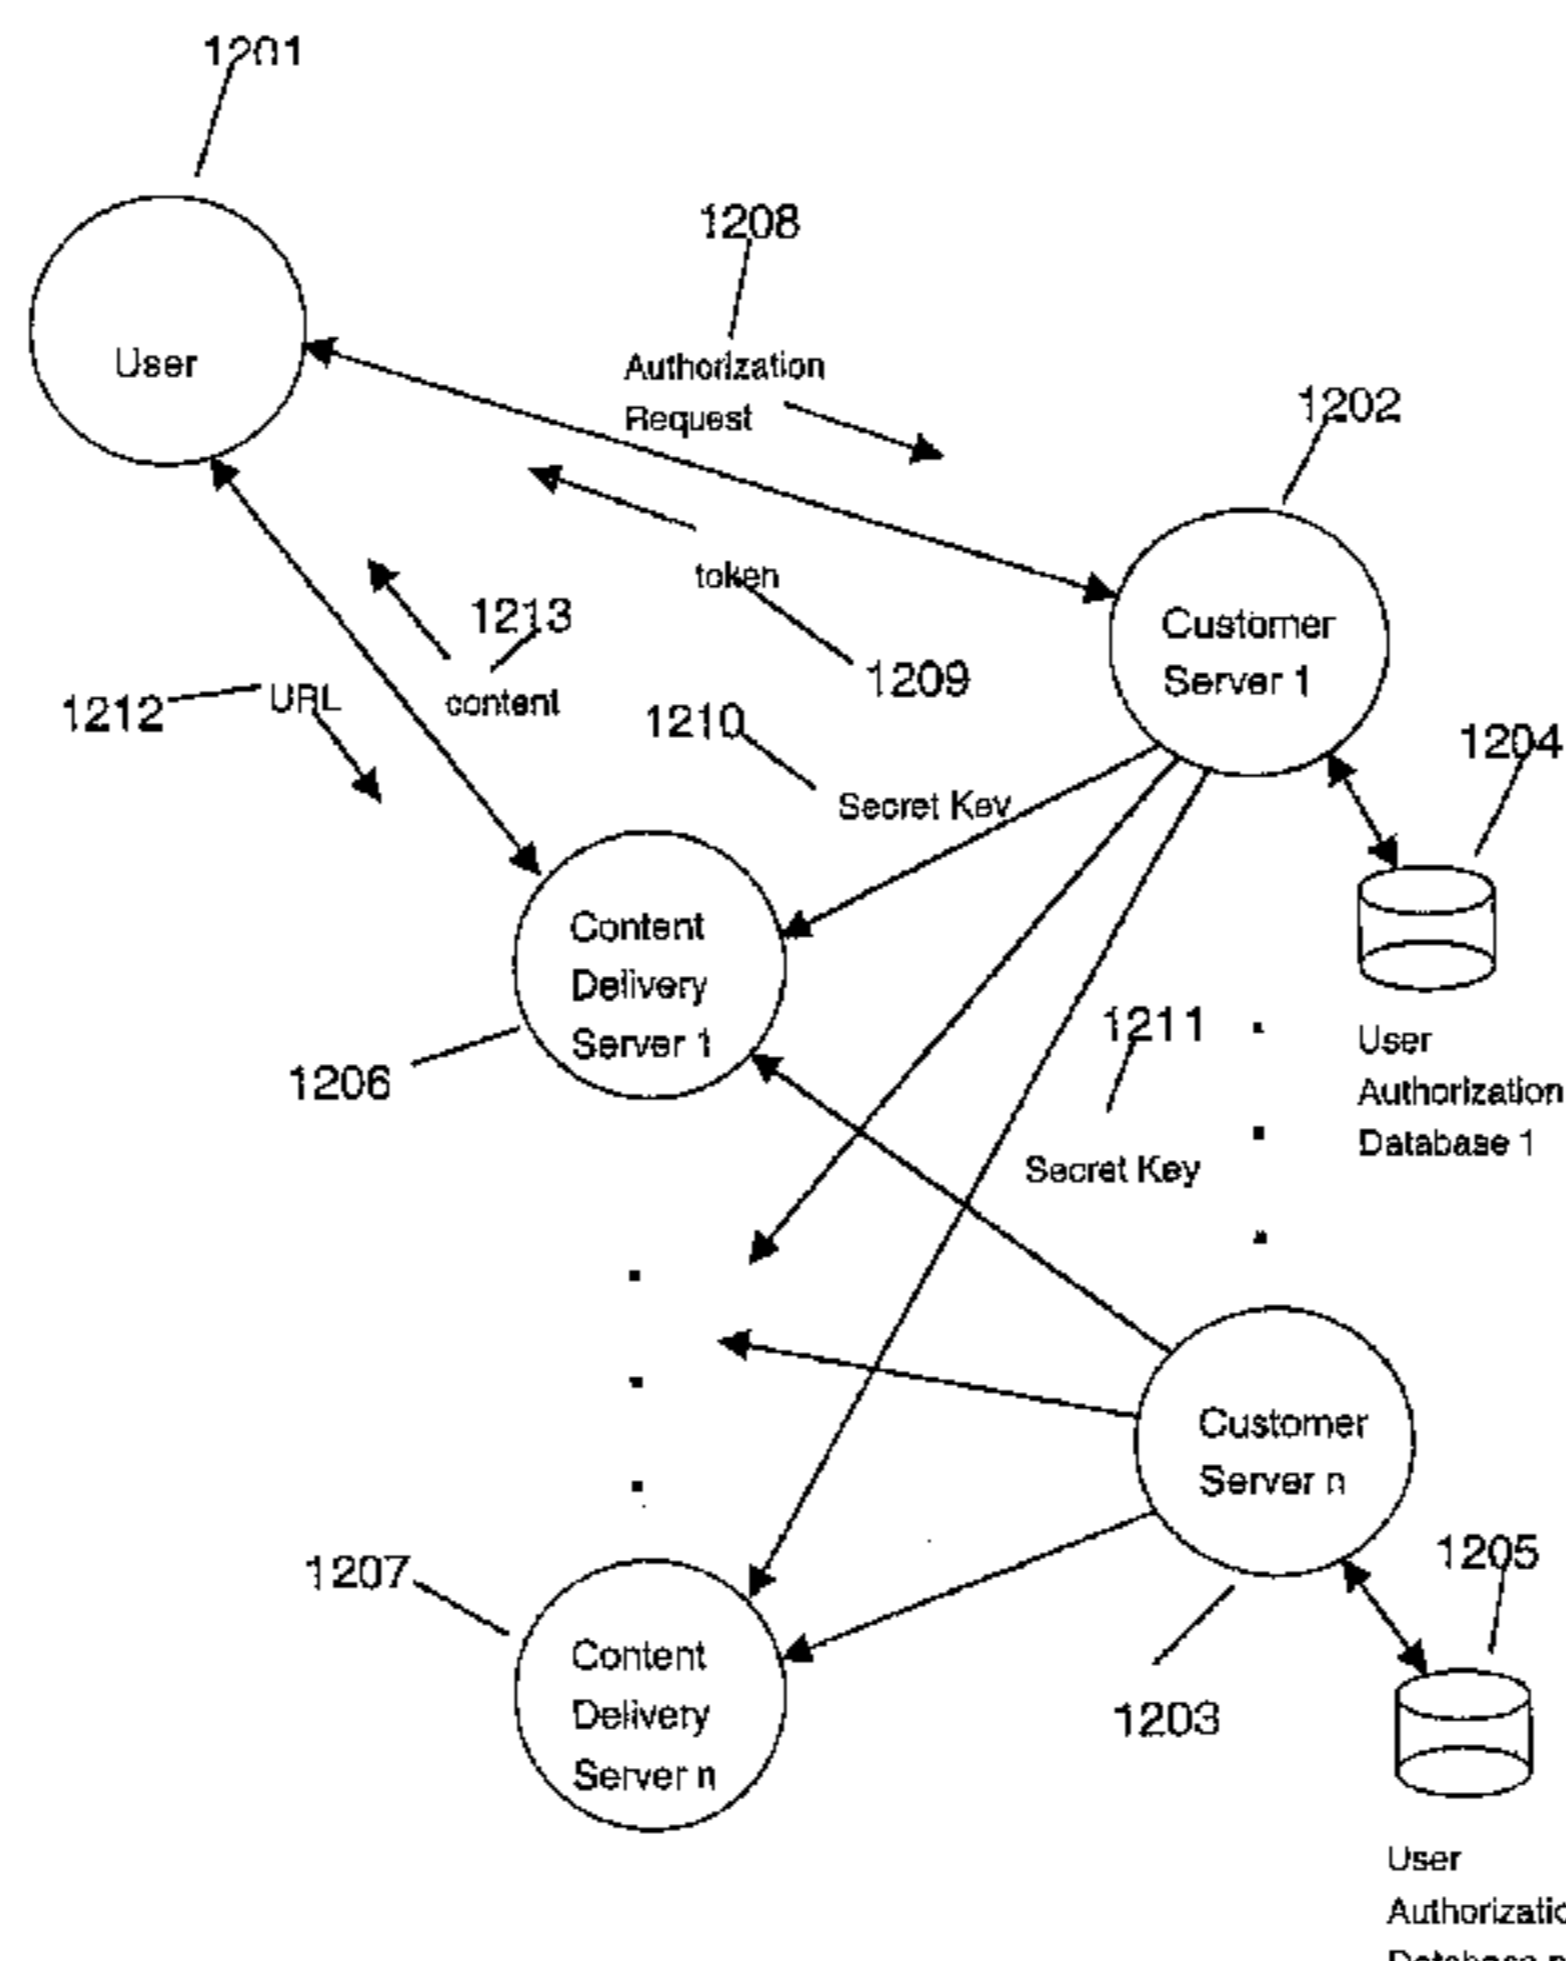 1201
1208
User
Authorization
Request
1202
token
1213
Customer
Server 1
1209
1212
URL
content
1210
1204
Secret Key
Content
Delivery
Server 1
1211
User
Authorization
Database 1
1206
Secret Key
Customer
Server n
1207
1205
Content
Delivery
Server n
1203
User
Authorizatio
Database n